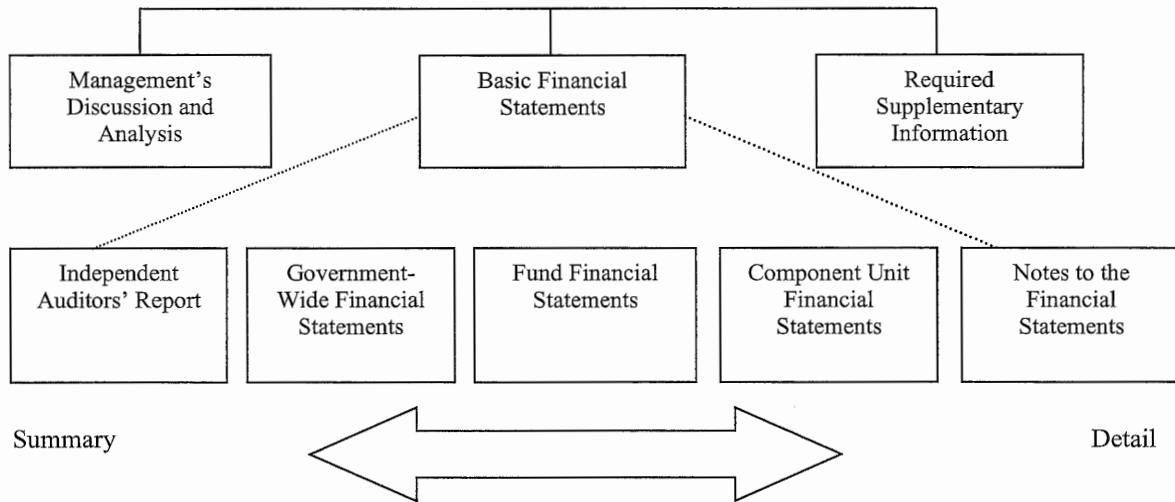 Management's
Discussion and
Analysis
Basic Financial
Statements
Required
Supplementary
Information
Independent
Auditors' Report
Government-
Wide Financial
Statements
Fund Financial
Statements
Component Unit
Financial
Statements
Notes to the
Financial
Statements
Summary
Detail